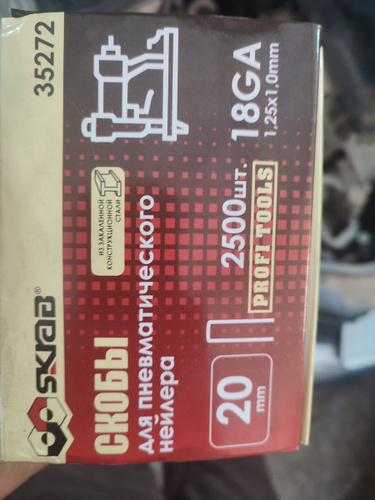 SKRAB®
35272
СКОБЫ
для пневматического
нейлера
ИЗ ЗАКАЛЕННОЙ
КОНСТРУКЦИОННОЙ
СТАЛИ
20
mm
2500шт.
PROFI TOOLS
18GA
1,25x1,0mm